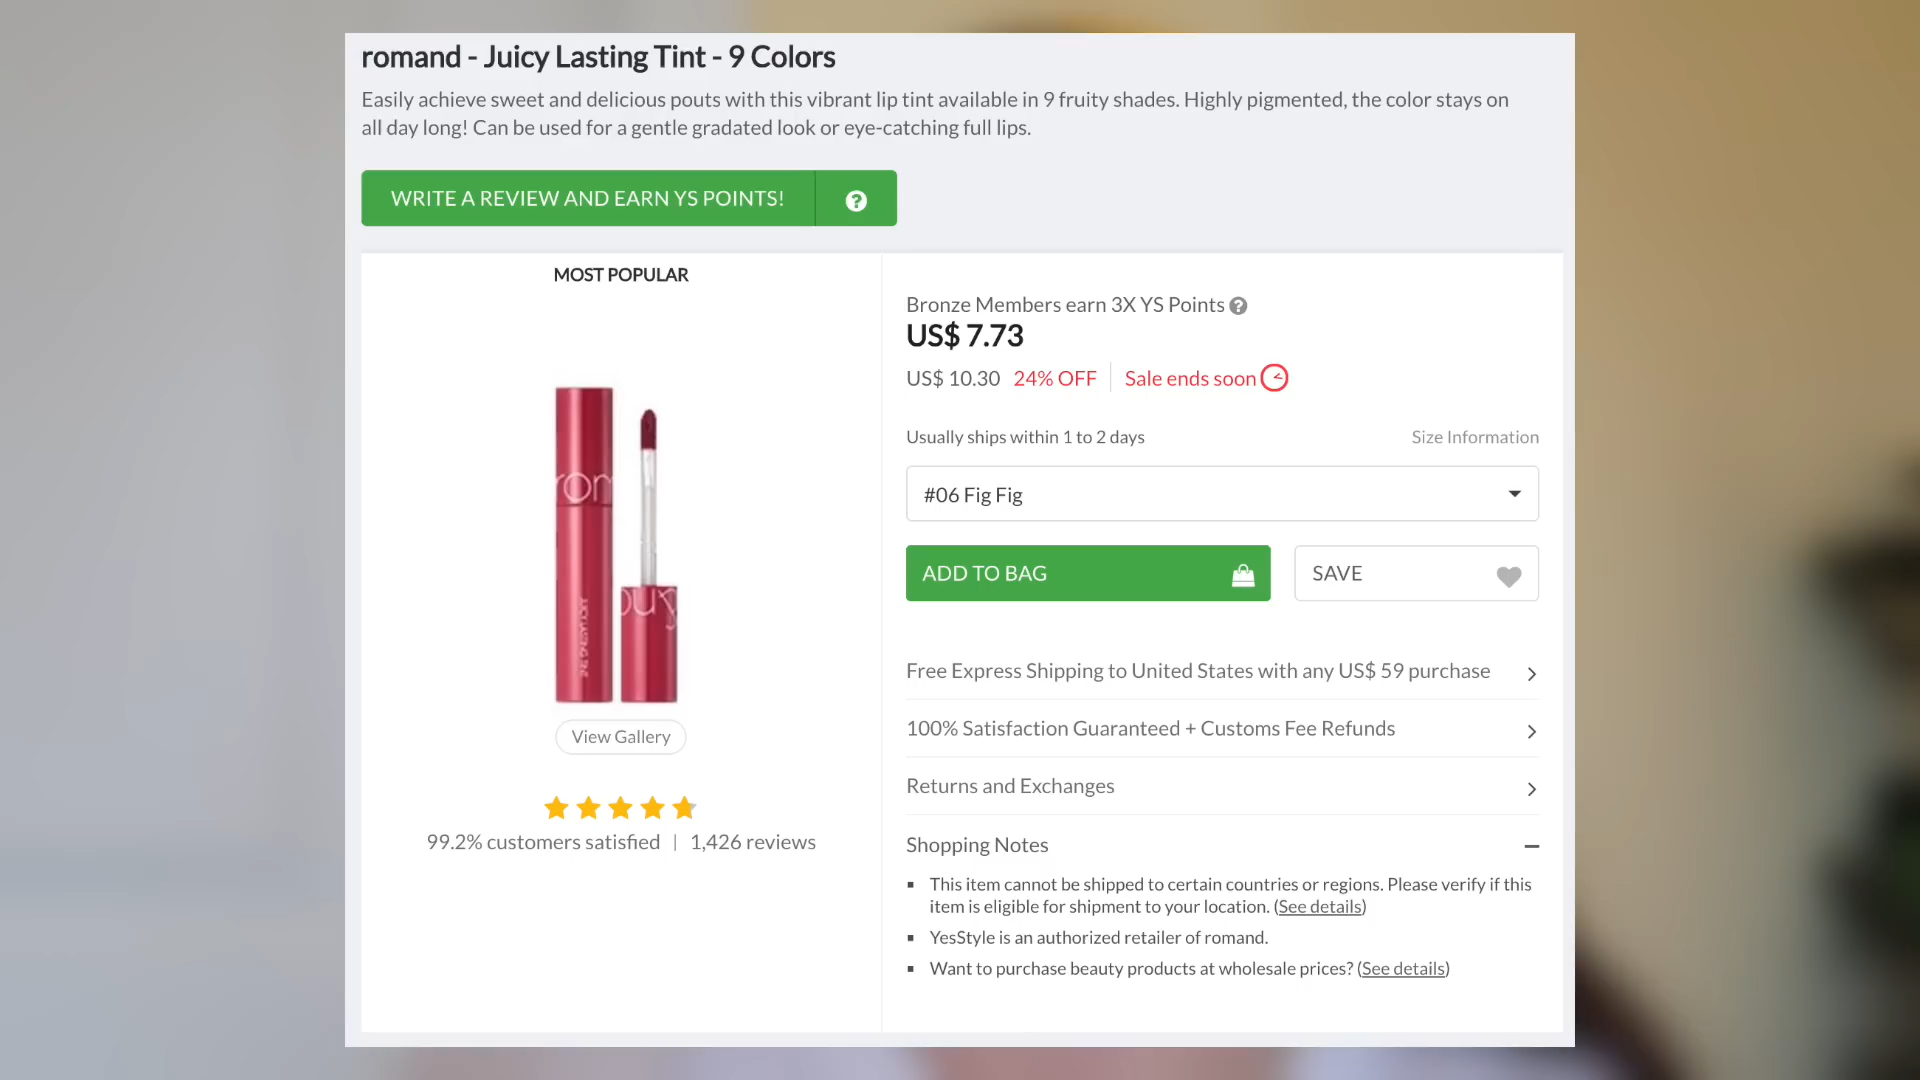 romand - Juicy Lasting Tint - 9 Colors
Easily achieve sweet and delicious pouts with this vibrant lip tint available in 9 fruity shades. Highly pigmented, the color stays on
all day long! Can be used for a gentle gradated look or eye-catching full lips.
WRITE A REVIEW AND EARN YS POINTS!
MOST POPULAR
rom
View Gallery
99.2% customers satisfied | 1,426 reviews
Bronze Members earn 3X YS Points
US$ 7.73
US$ 10.30 24% OFF Sale ends soon
Usually ships within 1 to 2 days Size Information
#06 Fig Fig
ADD TO BAG SAVE
Free Express Shipping to United States with any US$ 59 purchase
100% Satisfaction Guaranteed + Customs Fee Refunds
Returns and Exchanges
Shopping Notes
This item cannot be shipped to certain countries or regions. Please verify if this
item is eligible for shipment to your location. (See details)
YesStyle is an authorized retailer of romand.
Want to purchase beauty products at wholesale prices? (See details)